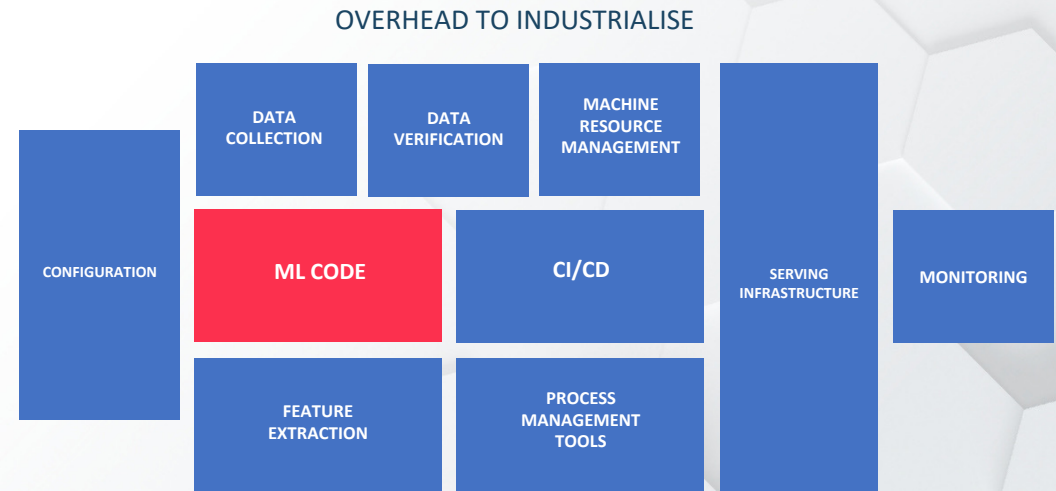 OVERHEAD TO INDUSTRIALISE
DATA
COLLECTION
DATA
VERIFICATION
MACHINE
RESOURCE
MANAGEMENT
CONFIGURATION
ML CODE
CI/CD
SERVING
INFRASTRUCTURE
MONITORING
FEATURE
EXTRACTION
PROCESS
MANAGEMENT
TOOLS